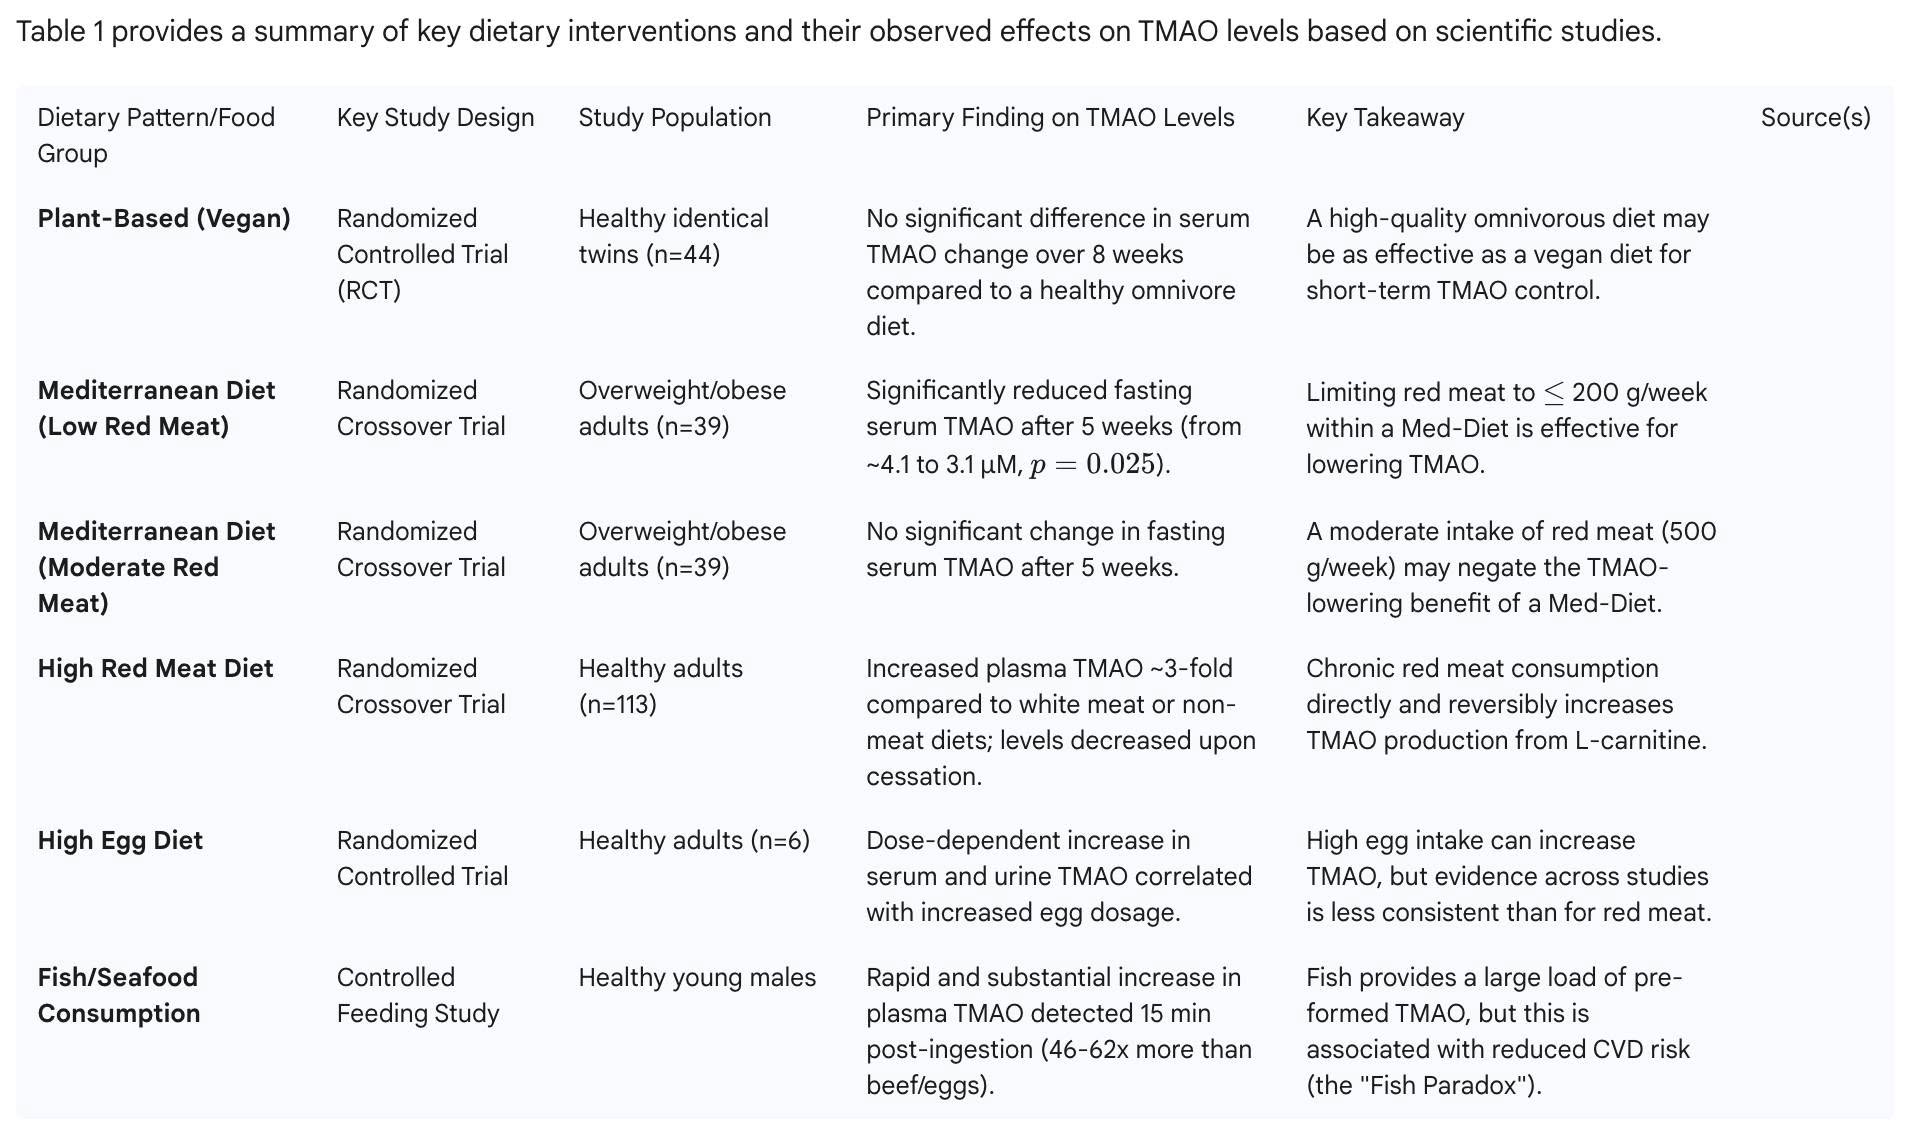 Table 1 provides a summary of key dietary interventions and their observed effects on TMAO levels based on scientific studies.
Dietary Pattern/Food
Group
Key Study Design
Study Population
Primary Finding on TMAO Levels
Key Takeaway
Source(s)
Plant-Based (Vegan)
Randomized
Controlled Trial
(RCT)
Healthy identical
twins (n=44)
No significant difference in serum
TMAO change over 8 weeks
compared to a healthy omnivore
diet.
A high-quality omnivorous diet may
be as effective as a vegan diet for
short-term TMAO control.
Mediterranean Diet
(Low Red Meat)
Randomized
Crossover Trial
Overweight/obese
adults (n=39)
Significantly reduced fasting
serum TMAO after 5 weeks (from
~4.1 to 3.1 μM, p = 0.025).
Limiting red meat to ≤ 200 g/week
within a Med-Diet is effective for
lowering TMAO.
Mediterranean Diet
(Moderate Red
Meat)
Randomized
Crossover Trial
Overweight/obese
adults (n=39)
No significant change in fasting
serum TMAO after 5 weeks.
A moderate intake of red meat (500
g/week) may negate the TMAO-
lowering benefit of a Med-Diet.
High Red Meat Diet
Randomized
Crossover Trial
Healthy adults
(n=113)
Increased plasma TMAO ~3-fold
compared to white meat or non-
meat diets; levels decreased upon
cessation.
Chronic red meat consumption
directly and reversibly increases
TMAO production from L-carnitine.
High Egg Diet
Randomized
Controlled Trial
Healthy adults (n=6)
Dose-dependent increase in
serum and urine TMAO correlated
with increased egg dosage.
High egg intake can increase
TMAO, but evidence across studies
is less consistent than for red meat.
Fish/Seafood
Consumption
Controlled
Feeding Study
Healthy young males
Rapid and substantial increase in
plasma TMAO detected 15 min
post-ingestion (46-62x more than
beef/eggs).
Fish provides a large load of pre-
formed TMAO, but this is
associated with reduced CVD risk
(the "Fish Paradox").